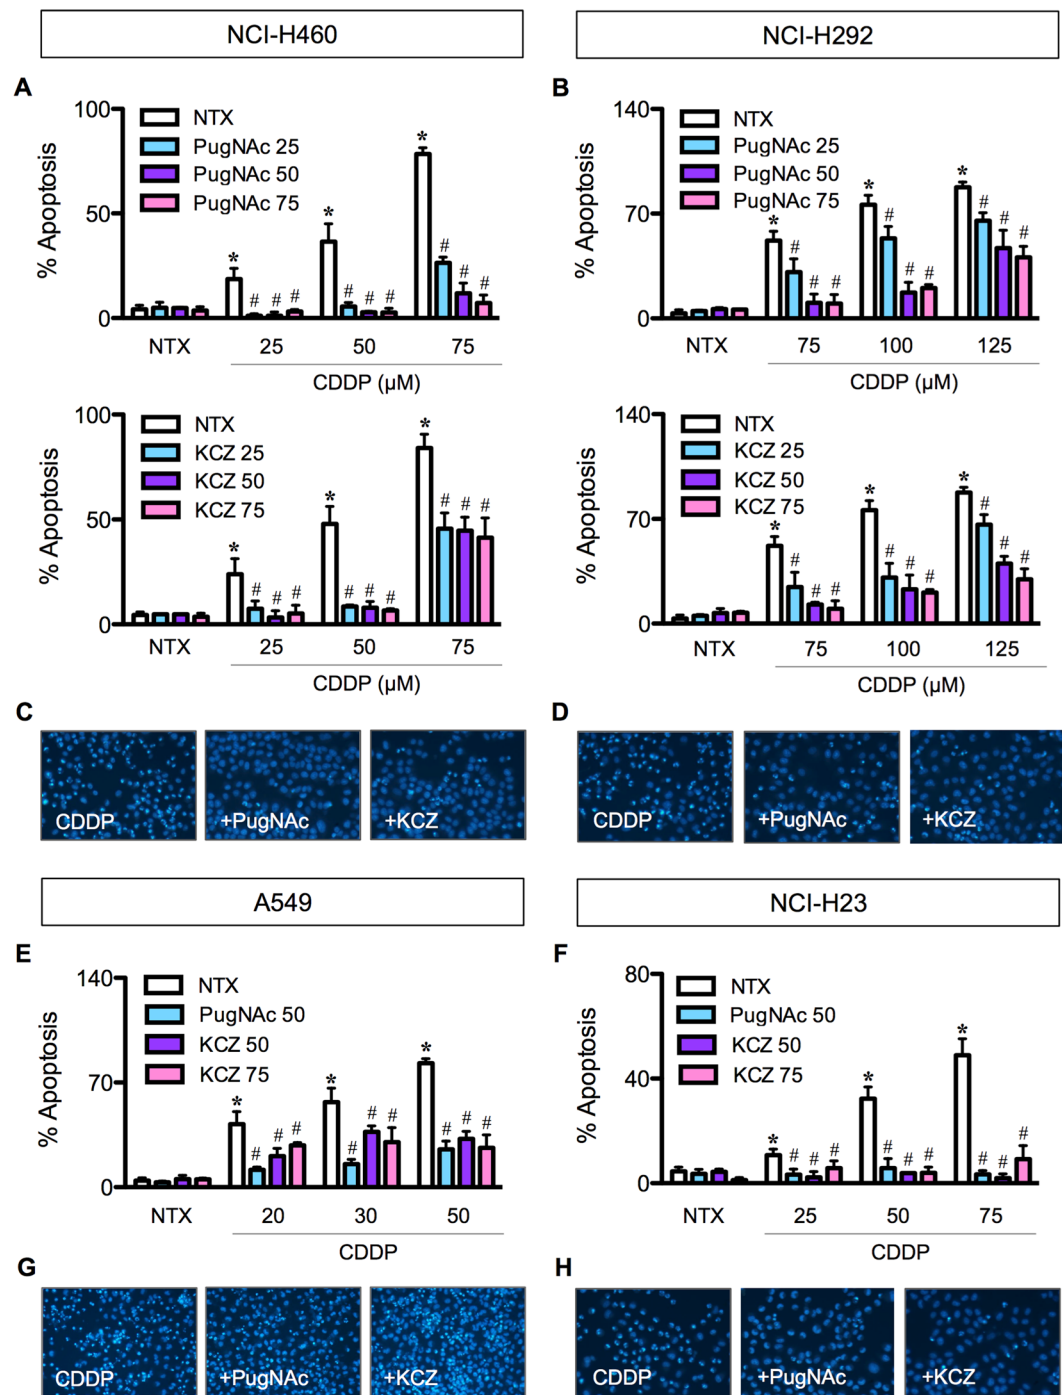 NCI-H460
NCI-H292
A
100
50
0
% Apoptosis
NTX
PugNAc 25
PugNAc 50
PugNAc 75
*
# # #
*
# # #
*
# # #
NTX
25
50
75
CDDP (µM)
B
140
70
0
% Apoptosis
NTX
PugNAc 25
PugNAc 50
PugNAc 75
*
# # #
*
# # #
*
# # #
NTX
75
100
125
CDDP (µM)
100
50
0
% Apoptosis
NTX
KCZ 25
KCZ 50
KCZ 75
*
# # #
*
# # #
*
# # #
NTX
25
50
75
CDDP (µM)
140
70
0
% Apoptosis
NTX
KCZ 25
KCZ 50
KCZ 75
*
# # #
*
# # #
*
# # #
NTX
75
100
125
CDDP (µM)
C
CDDP
+PugNAc
+KCZ
D
CDDP
+PugNAc
+KCZ
A549
NCI-H23
E
140
70
0
% Apoptosis
NTX
PugNAc 50
KCZ 50
KCZ 75
*
# # #
*
# # #
*
# # #
NTX
20
30
50
CDDP
F
80
40
0
% Apoptosis
NTX
PugNAc 50
KCZ 50
KCZ 75
*
# # #
*
# # #
*
# # #
NTX
25
50
75
CDDP
G
CDDP
+PugNAc
+KCZ
H
CDDP
+PugNAc
+KCZ